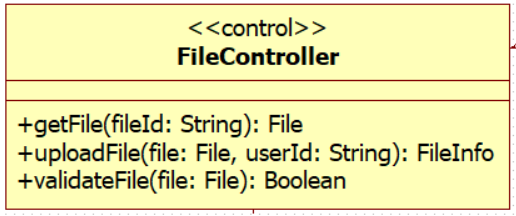 <<control>>
FileController
+getFile(fileId: String): File
+uploadFile(file: File, userId: String): FileInfo
+validateFile(file: File): Boolean